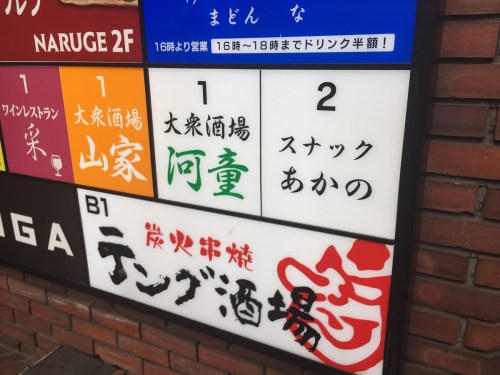 NARUGE 2F
まどん な
16時より営業 16時〜18時までドリンク半額！
1
ワインレストラン
采
1
大衆酒場
山家
1
大衆酒場
河童
2
スナック
あかの
B1
炭火串焼
テング酒場